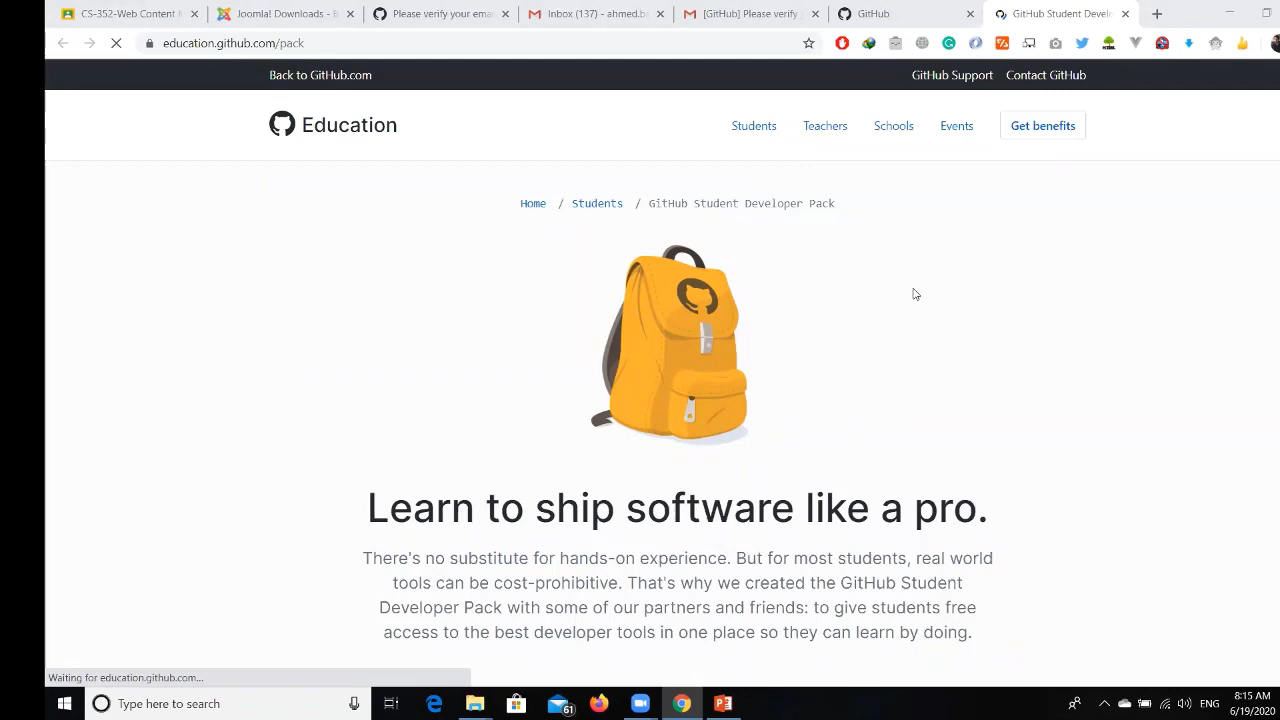 CS-352-Web Content M
Joomla! Downloads - B
Please verify your ema
Inbox (137) - ahmed.ba
[GitHub] Please verify
GitHub
GitHub Student Develo
education.github.com/pack
Back to GitHub.com
GitHub Support
Contact GitHub
Education
Students
Teachers
Schools
Events
Get benefits
Home / Students / GitHub Student Developer Pack
Learn to ship software like a pro.
There's no substitute for hands-on experience. But for most students, real world
tools can be cost-prohibitive. That's why we created the GitHub Student
Developer Pack with some of our partners and friends: to give students free
access to the best developer tools in one place so they can learn by doing.
Waiting for education.github.com...
Type here to search
61
ENG
8:15 AM
6/19/2020